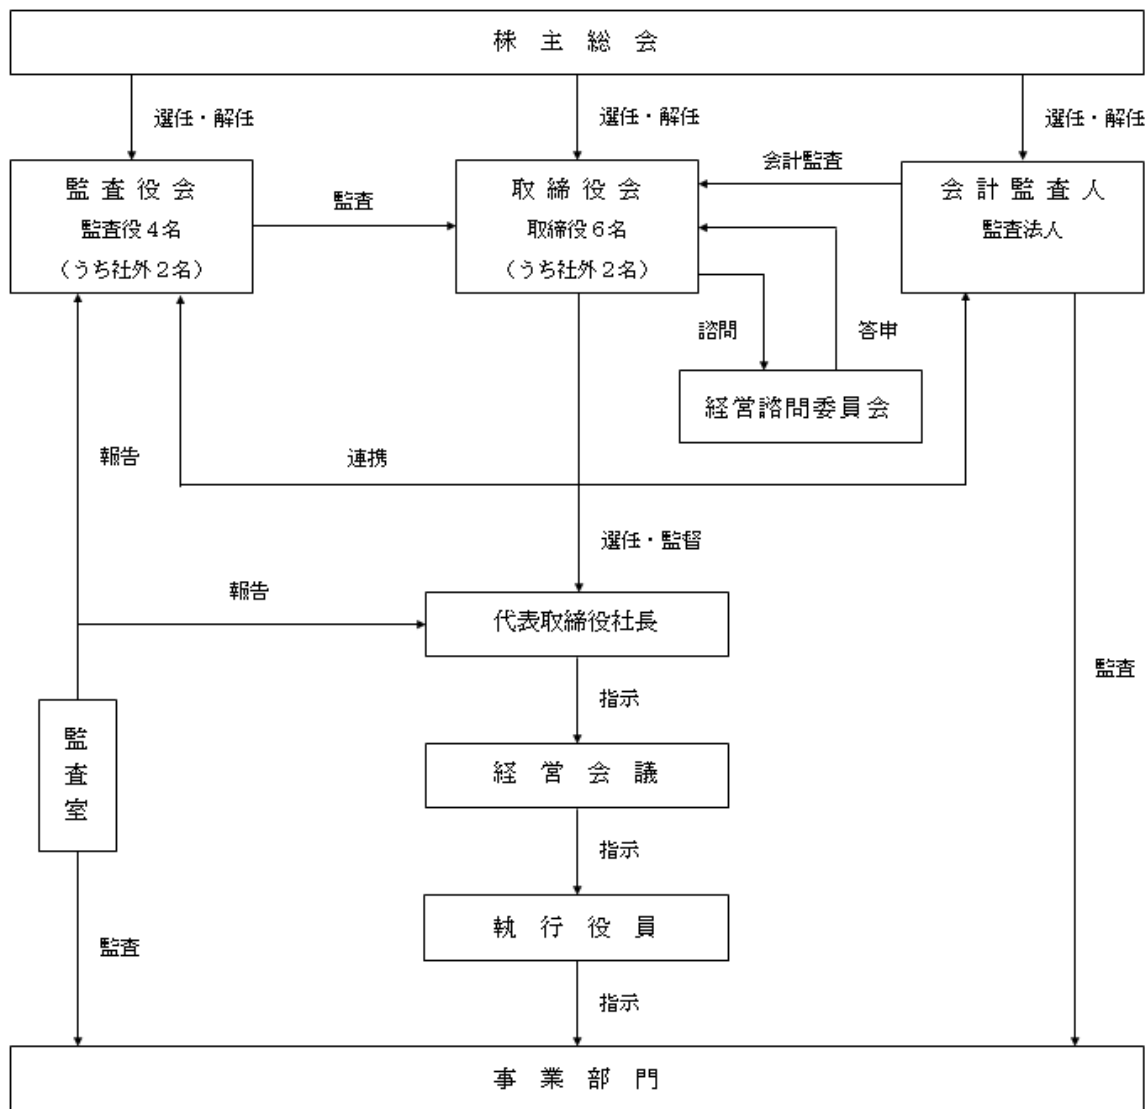 株主総会
選任・解任
選任・解任
選任・解任
監査役会
監査役4名
（うち社外2名）
監査
取締役会
取締役6名
（うち社外2名）
会計監査
会計監査人
監査法人
諮問
答申
経営諮問委員会
報告
連携
選任・監督
報告
代表取締役社長
監査
指示
監査室
経営会議
指示
執行役員
監査
指示
事業部門